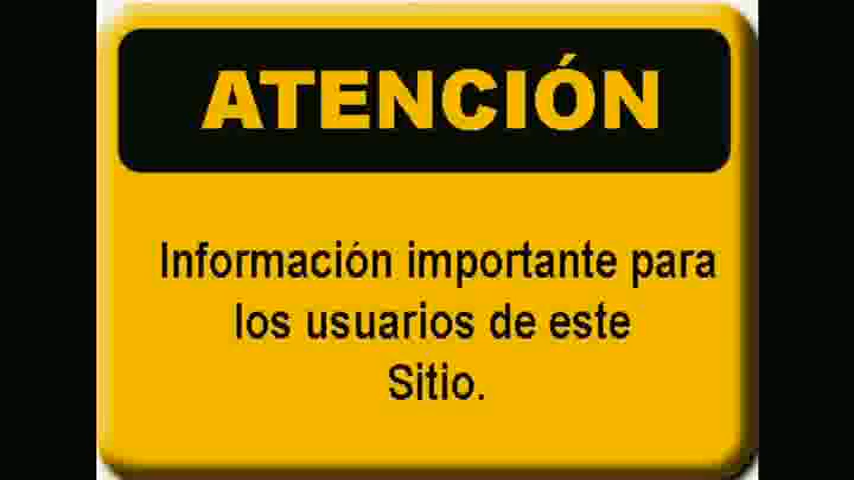 ATENCIÓN
Información importante para
los usuarios de este
Sitio.